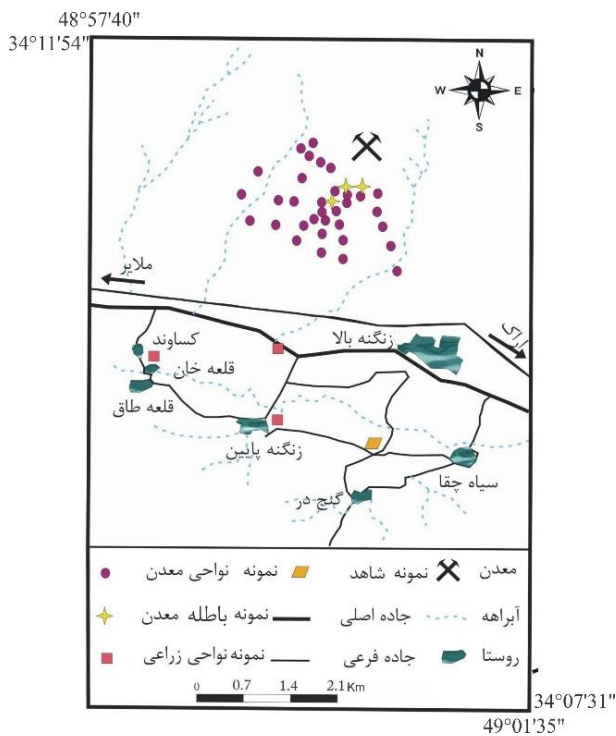 48°57'40"
34°11'54"
N
W E
S
ملایر
اراک
کساوند
زنگنه بالا
قلعه خان
قلعه طاق
زنگنه پایین
سیاه چقا
گنج در
معدن نمونه شاهد نمونه نواحی معدن
آبراهه جاده اصلی نمونه باطله معدن
روستا جاده فرعی نمونه نواحی زراعی
0 0.7 1.4 2.1 Km
34°07'31"
49°01'35"